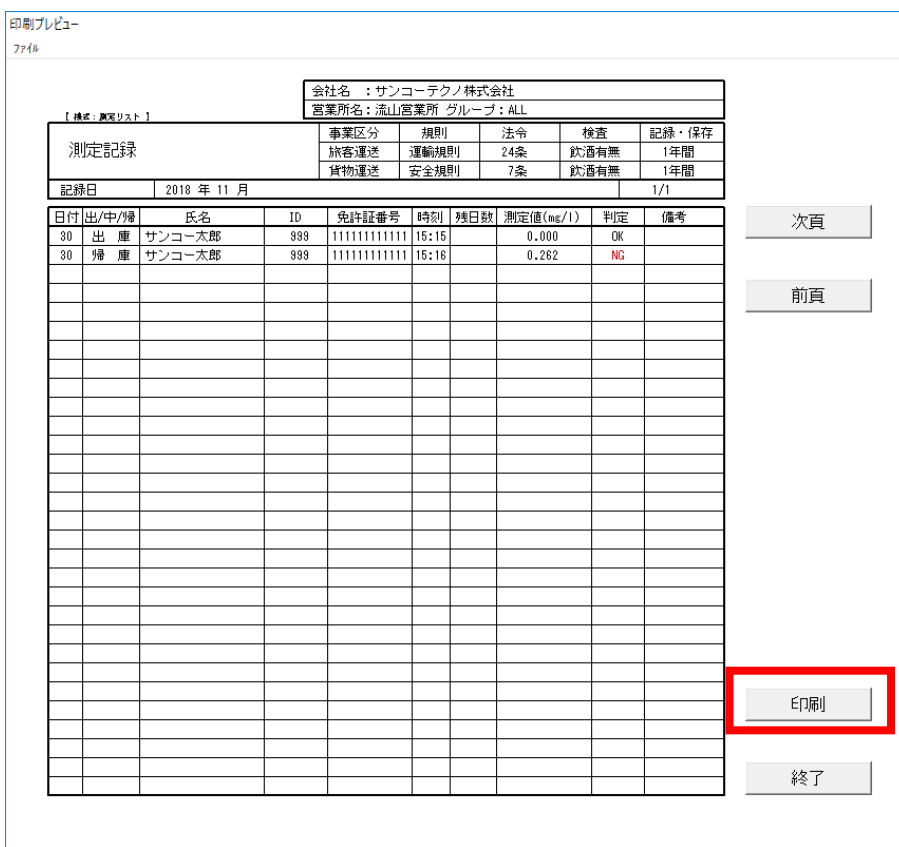 印刷プレビュー
ファイル
会社名 ：サンコーテクノ株式会社
営業所名：流山営業所 グループ：ALL
【 様式：測定リスト 】
測定記録
事業区分 規則 法令 検査 記録・保存
旅客運送 運輸規則 24条 飲酒有無 1年間
貨物運送 安全規則 7条 飲酒有無 1年間
記録日 2018 年 11 月 1/1
日付 出/中/帰 氏名 ID 免許証番号 時刻 残日数 測定値(mg/l) 判定 備考
30 出 庫 サンコー太郎 999 111111111111 15:15 0.000 OK
30 帰 庫 サンコー太郎 999 111111111111 15:16 0.262 NG
次頁
前頁
印刷
終了